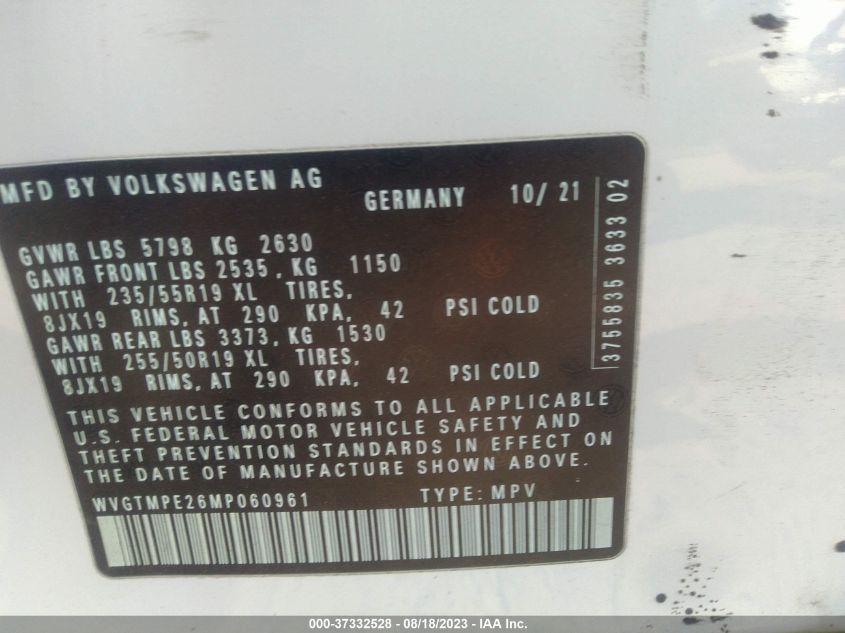 MFD BY VOLKSWAGEN AG
GERMANY 10/ 21
GVWR LBS 5798 KG 2630
GAWR FRONT LBS 2535, KG 1150
WITH 235/55R19 XL TIRES,
8JX19 RIMS, AT 290 KPA, 42 PSI COLD
GAWR REAR LBS 3373, KG 1530
WITH 255/50R19 XL TIRES,
8JX19 RIMS, AT 290 KPA, 42 PSI COLD
THIS VEHICLE CONFORMS TO ALL APPLICABLE
U.S. FEDERAL MOTOR VEHICLE SAFETY AND
THEFT PREVENTION STANDARDS IN EFFECT ON
THE DATE OF MANUFACTURE SHOWN ABOVE.
WVGTMPE26MP060961 TYPE: MPV
3755835 3633 02
000-37332528 - 08/18/2023 - IAA Inc.